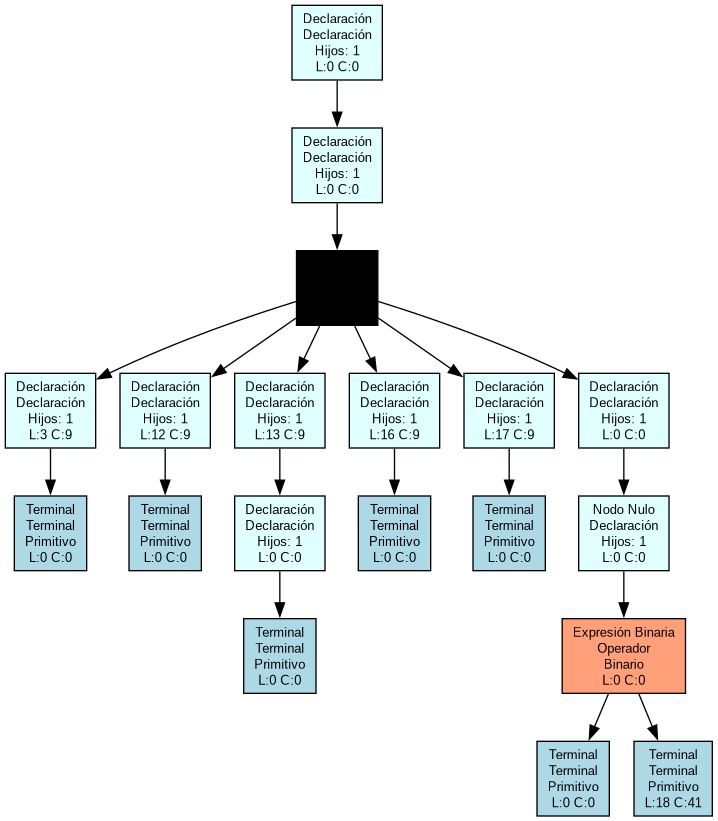 Declaración
Declaración
Hijos: 1
L:0 C:0
Declaración
Declaración
Hijos: 1
L:0 C:0
Declaración
Declaración
Hijos: 1
L:3 C:9
Declaración
Declaración
Hijos: 1
L:12 C:9
Declaración
Declaración
Hijos: 1
L:13 C:9
Declaración
Declaración
Hijos: 1
L:16 C:9
Declaración
Declaración
Hijos: 1
L:17 C:9
Declaración
Declaración
Hijos: 1
L:0 C:0
Terminal
Terminal
Primitivo
L:0 C:0
Terminal
Terminal
Primitivo
L:0 C:0
Declaración
Declaración
Hijos: 1
L:0 C:0
Terminal
Terminal
Primitivo
L:0 C:0
Terminal
Terminal
Primitivo
L:0 C:0
Nodo Nulo
Declaración
Hijos: 1
L:0 C:0
Terminal
Terminal
Primitivo
L:0 C:0
Expresión Binaria
Operador
Binario
L:0 C:0
Terminal
Terminal
Primitivo
L:0 C:0
Terminal
Terminal
Primitivo
L:18 C:41